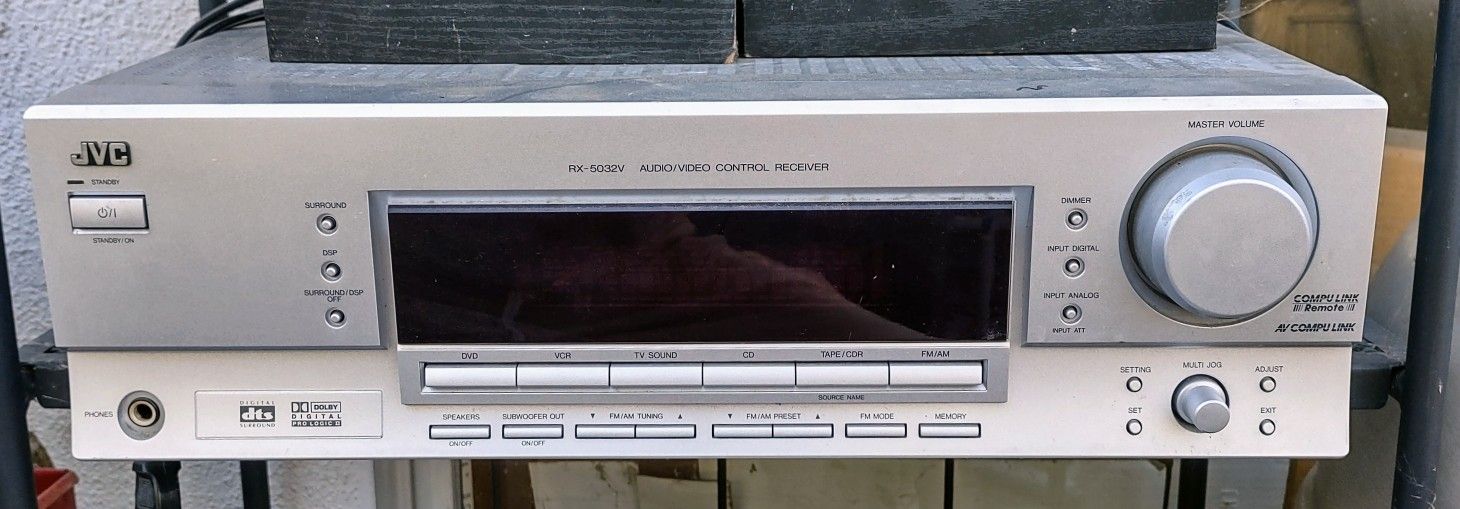 MASTER VOLUME
JVC
RX-5032V AUDIO/VIDEO CONTROL RECEIVER
STANDBY
STANDBY/ON
SURROUND
DSP
SURROUND/DSP
OFF
DIMMER
INPUT DIGITAL
INPUT ANALOG
INPUT ATT
COMPU LINK
Remote
AV COMPU LINK
DVD VCR TV SOUND CD TAPE/CDR FM/AM
SOURCE NAME
SETTING MULTI JOG ADJUST
SET EXIT
PHONES
DIGITAL
dts
SURROUND
DOLBY
DIGITAL
PRO LOGIC II
SPEAKERS SUBWOOFER OUT ▼ FM/AM TUNING ▲ ▼ FM/AM PRESET ▲ FM MODE MEMORY
ON/OFF ON/OFF